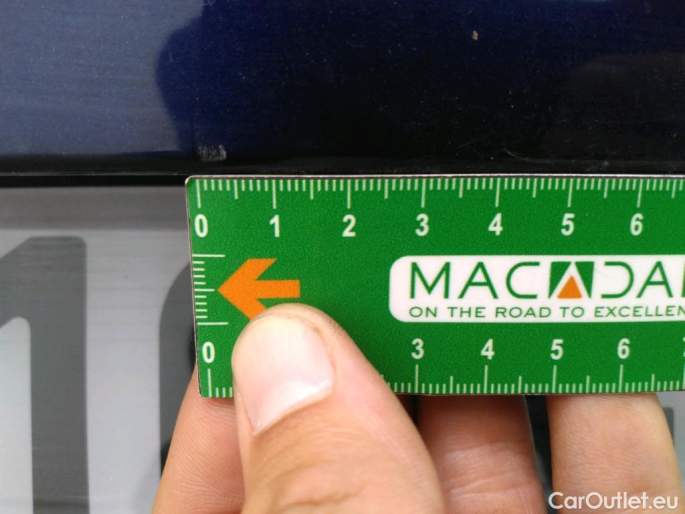 0 1 2 3 4 5 6
MACADA
ON THE ROAD TO EXCELLEN
0 3 4 5 6
CarOutlet.eu